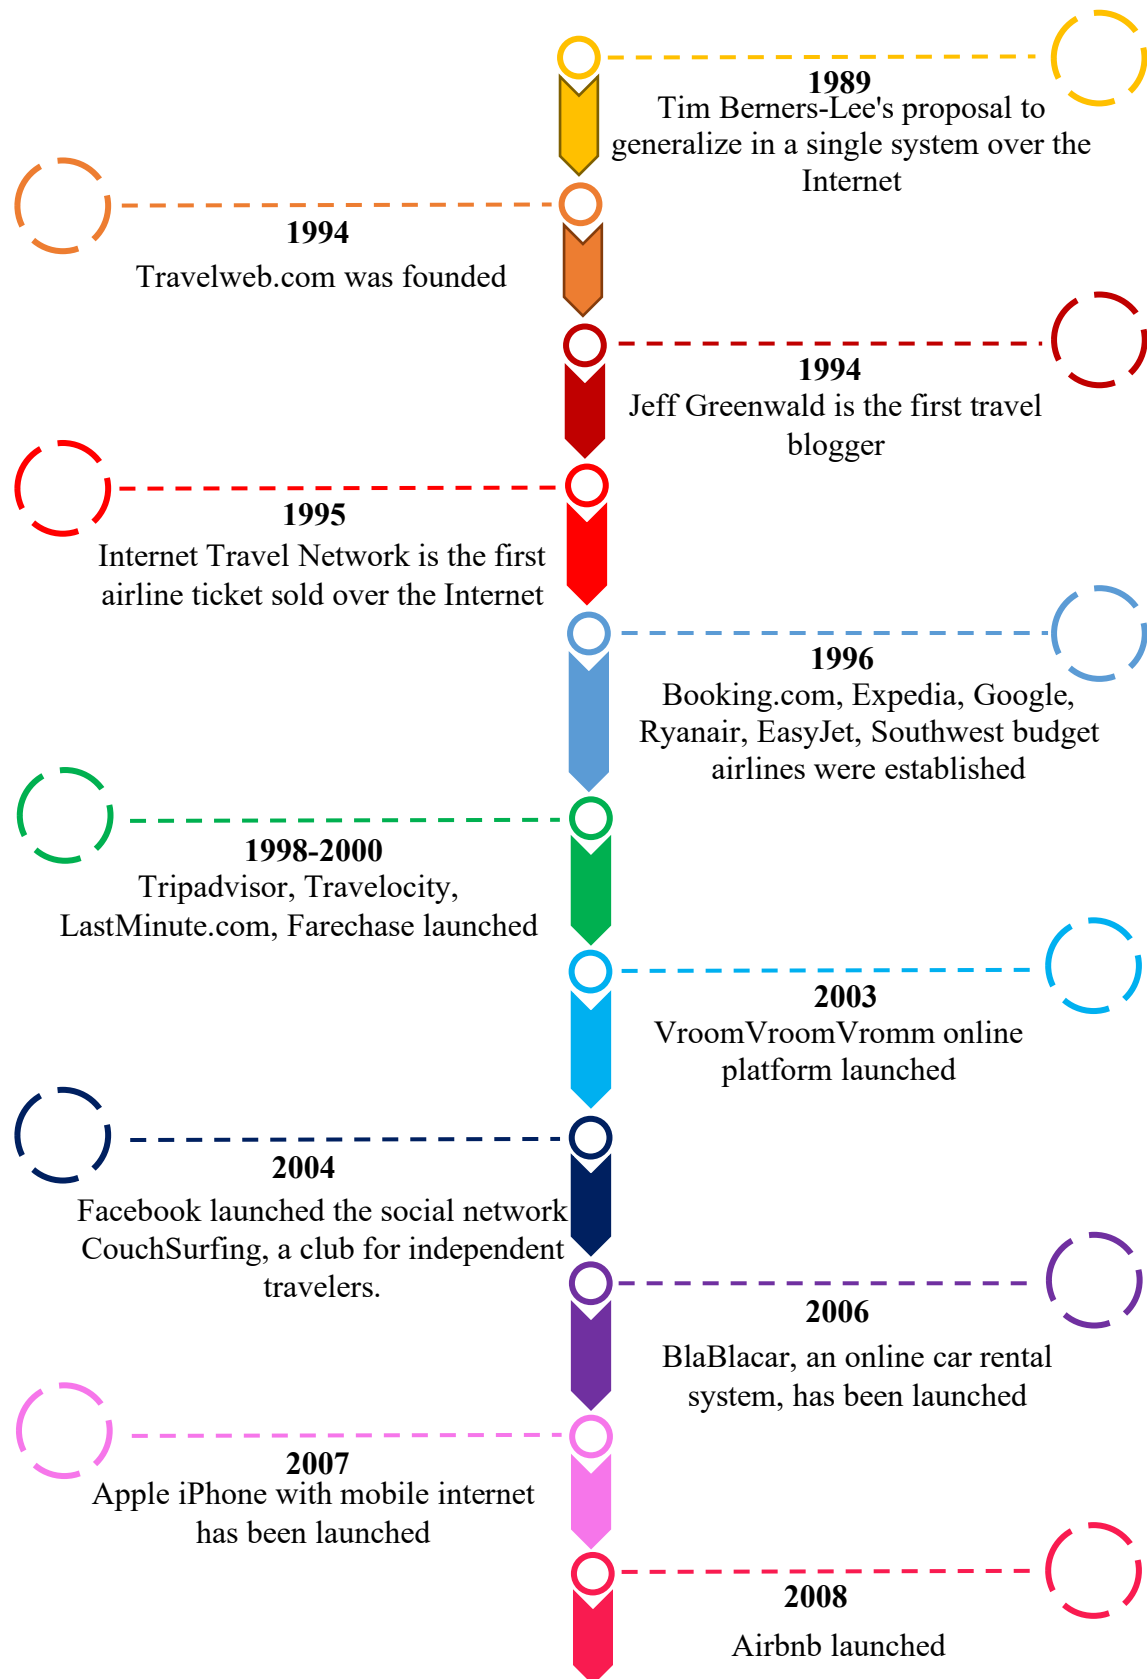 1989
Tim Berners-Lee's proposal to
generalize in a single system over the
Internet
1994
Travelweb.com was founded
1994
Jeff Greenwald is the first travel
blogger
1995
Internet Travel Network is the first
airline ticket sold over the Internet
1996
Booking.com, Expedia, Google,
Ryanair, EasyJet, Southwest budget
airlines were established
1998-2000
Tripadvisor, Travelocity,
LastMinute.com, Farechase launched
2003
VroomVroomVromm online
platform launched
2004
Facebook launched the social network
CouchSurfing, a club for independent
travelers.
2006
BlaBlacar, an online car rental
system, has been launched
2007
Apple iPhone with mobile internet
has been launched
2008
Airbnb launched